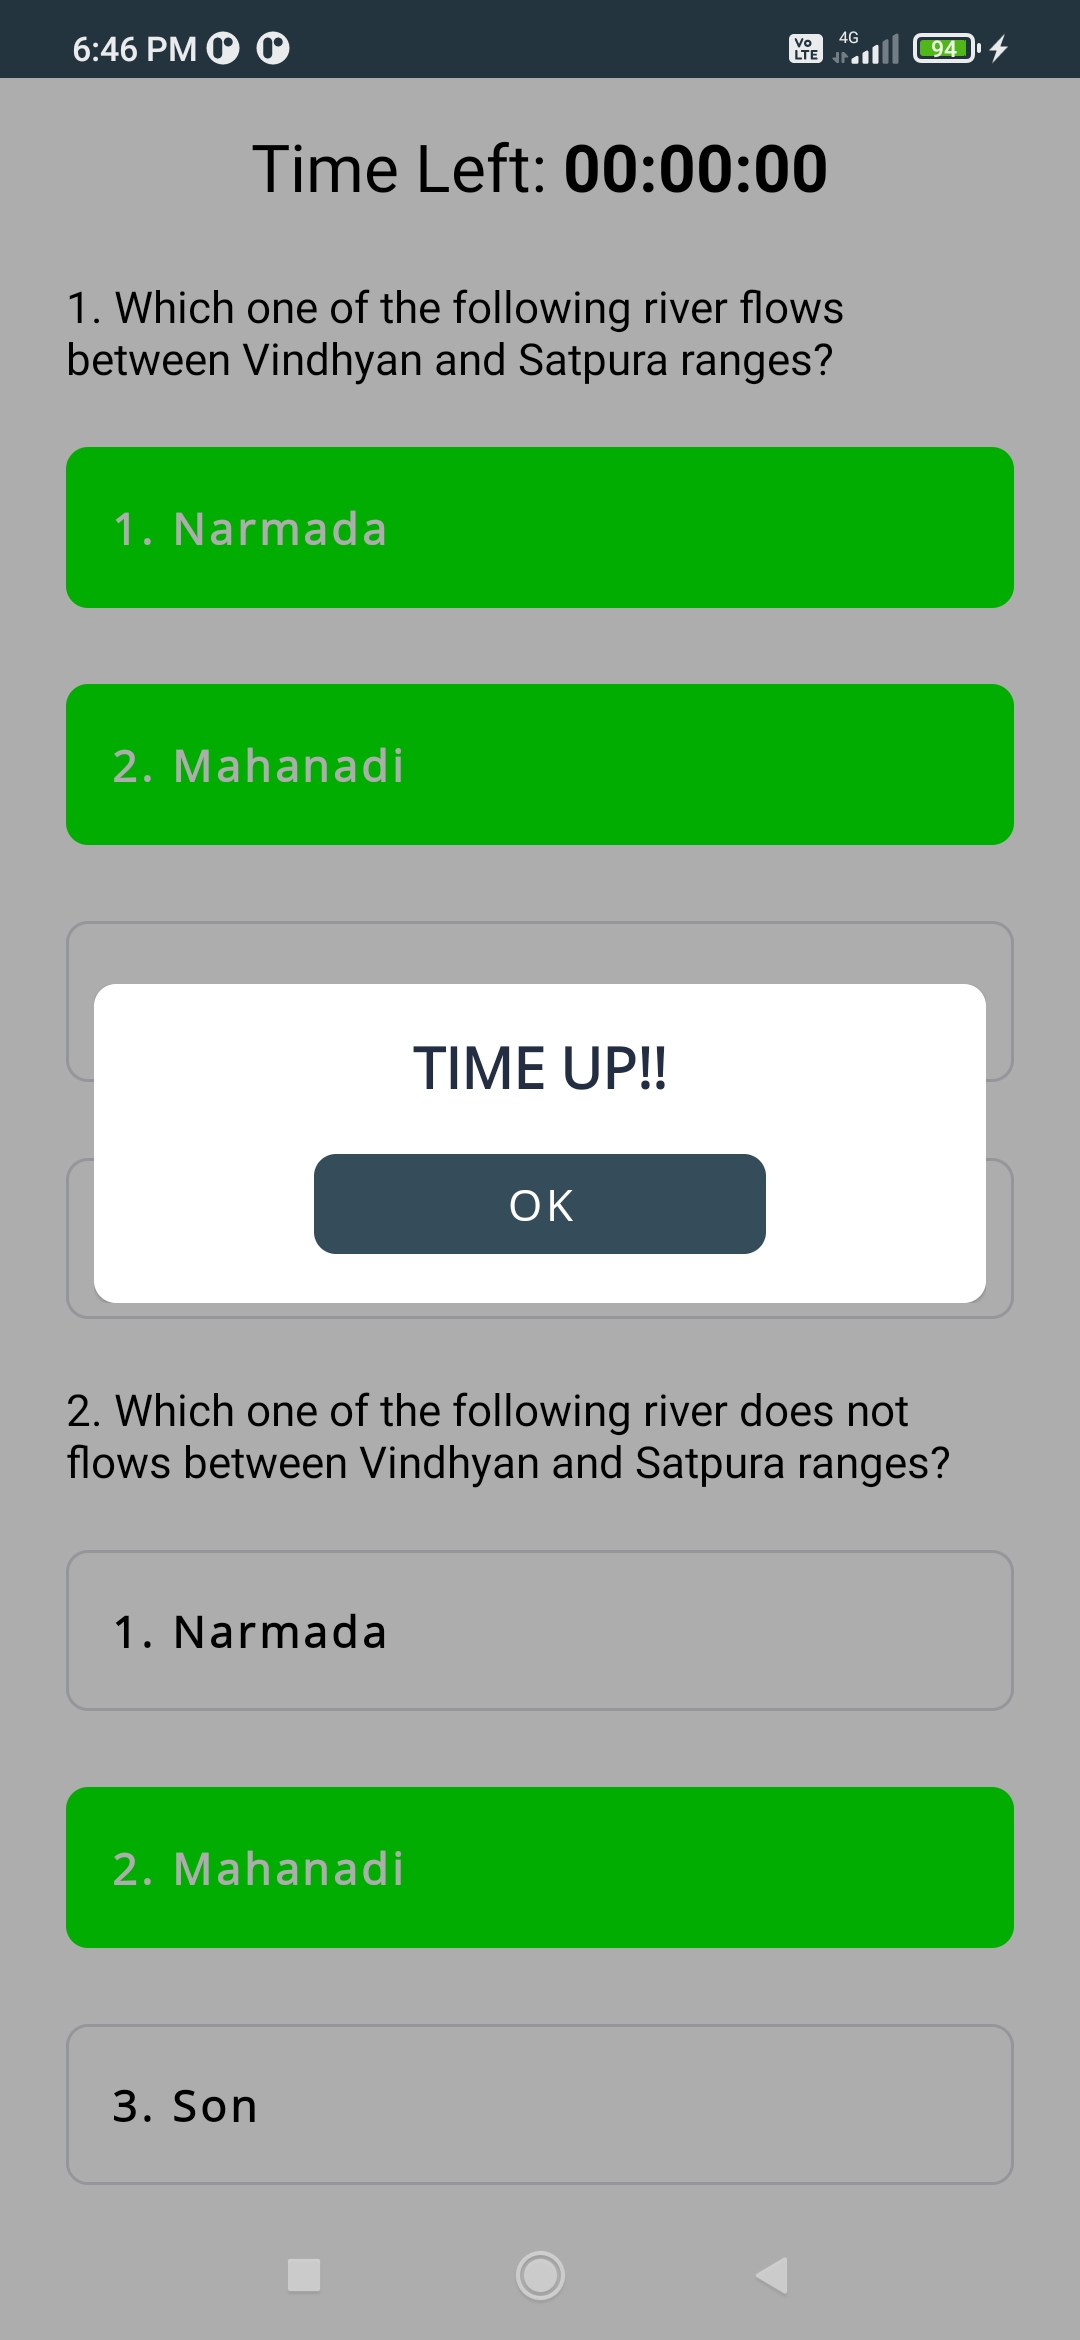 6:46 PM
Vo LTE 4G 94
Time Left: 00:00:00
1. Which one of the following river flows
between Vindhyan and Satpura ranges?
1. Narmada
2. Mahanadi
TIME UP!!
OK
2. Which one of the following river does not
flows between Vindhyan and Satpura ranges?
1. Narmada
2. Mahanadi
3. Son